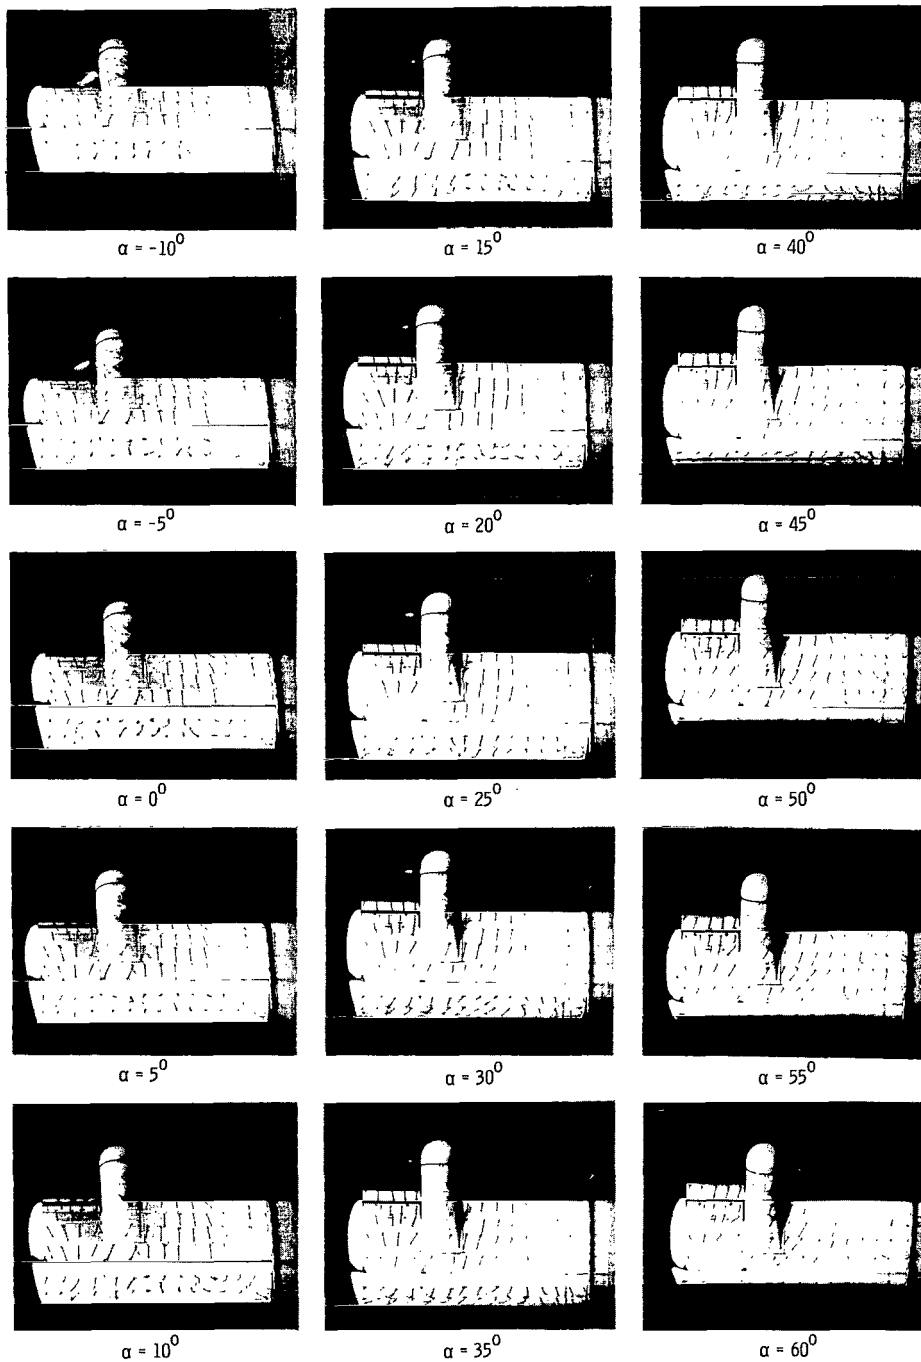 α = -10⁰
α = 15⁰
α = 40⁰
α = -5⁰
α = 20⁰
α = 45⁰
α = 0⁰
α = 25⁰
α = 50⁰
α = 5⁰
α = 30⁰
α = 55⁰
α = 10⁰
α = 35⁰
α = 60⁰